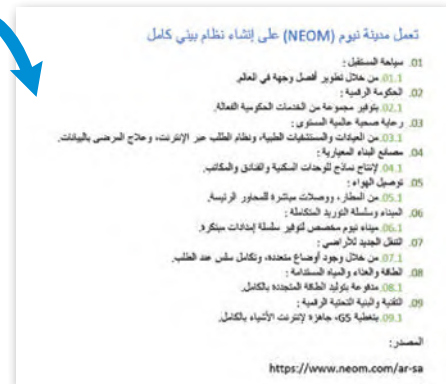 تعمل مدينة نيوم (NEOM) على إنشاء نظام بيئي كامل
01. سياحة المستقبل:
01.1. من خلال تطوير أفضل وجهة في العالم.
02. الحكومة الرقمية:
02.1. بتوفير مجموعة من الخدمات الحكومية الفعالة.
03. رعاية صحية عالمية المستوى:
03.1. من العيادات والمستشفيات الطبية، ونظام الطلب عبر الإنترنت، وعلاج المرضى بالبيانات.
04. مصانع البناء المعيارية:
04.1. لإنتاج نماذج للوحدات السكنية والفنادق والمكاتب.
05. توصيل الهواء:
05.1. من المطار، ووصلات مباشرة للمحاور الرئيسة.
06. الميناء وسلسلة التوريد المتكاملة:
06.1. ميناء نيوم مخصص لتوفير سلسلة إمدادات مبتكرة.
07. التنقل الجديد للأراضي:
07.1. من خلال وجود أوضاع متعددة، وتكامل سلس عند الطلب.
08. الطاقة والغذاء والمياه المستدامة:
08.1. مدفوعة بتوليد الطاقة المتجددة بالكامل.
09. التقنية والبنية التحتية الرقمية:
09.1. بتغطية 5G، جاهزة لإنترنت الأشياء بالكامل.
المصدر:
https://www.neom.com/ar-sa